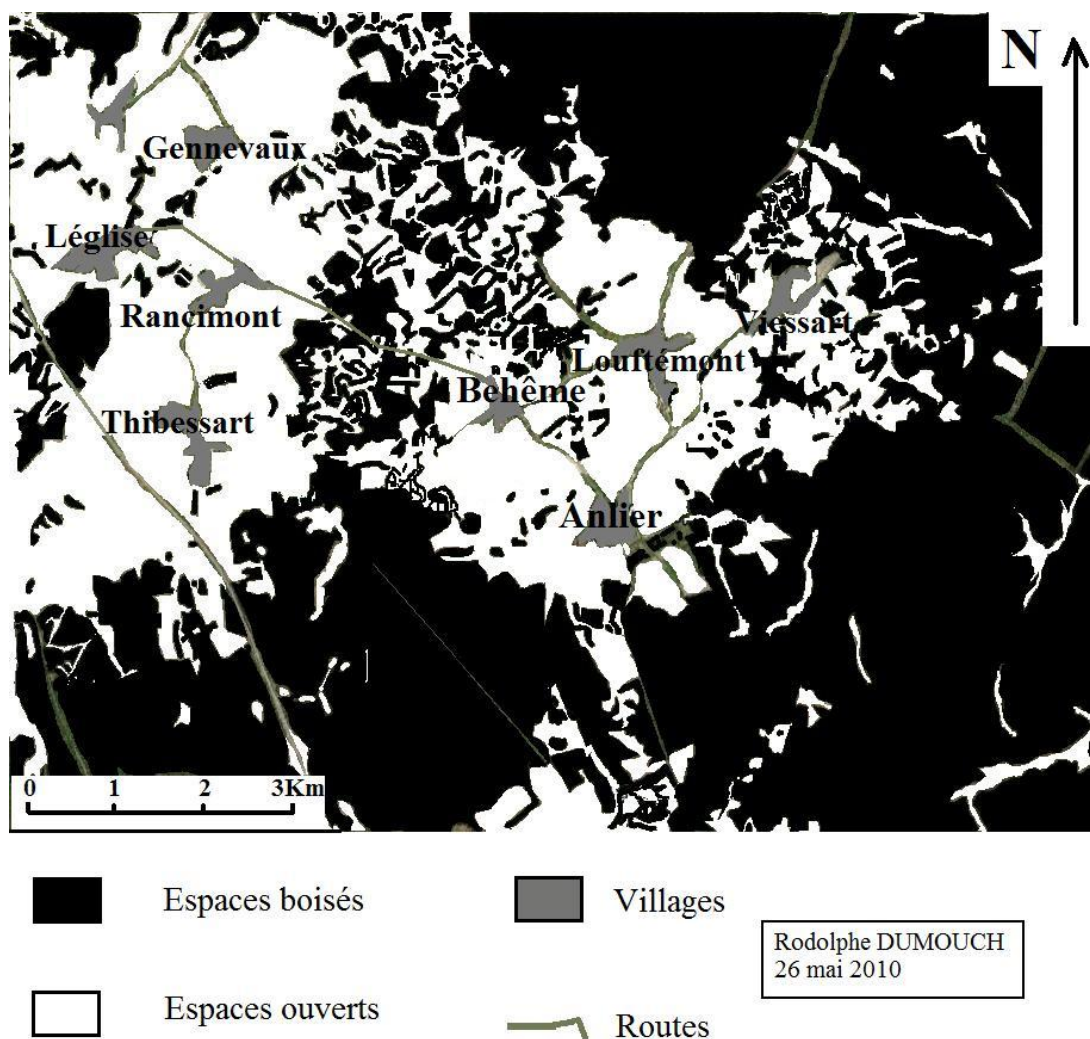 N
Gennevaux
Léglise
Rancimont
Viessart
Louftémont
Behême
Thibessart
Anlier
0 1 2 3Km
Espaces boisés
Villages
Rodolphe DUMOUCH
26 mai 2010
Espaces ouverts
Routes